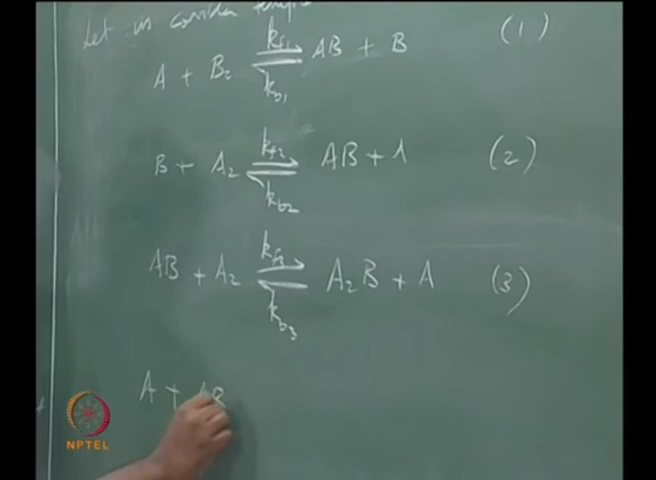 Let us consider
A + B₂ ⇌ AB + B (1)
k_f1
k_b1
B + A₂ ⇌ AB + A (2)
k_f2
k_b2
AB + A₂ ⇌ A₂B + A (3)
k_f3
k_b3
A + AB
NPTEL